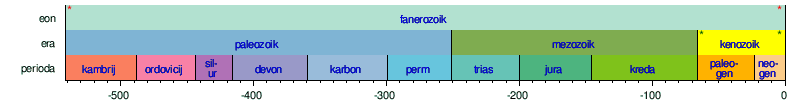 eon
fanerozoik
era
paleozoik mezozoik kenozoik
perioda
kambrij ordovicij sil-
ur devon karbon perm trias jura kreda paleo-
gen neo-
gen
-500 -400 -300 -200 -100 0